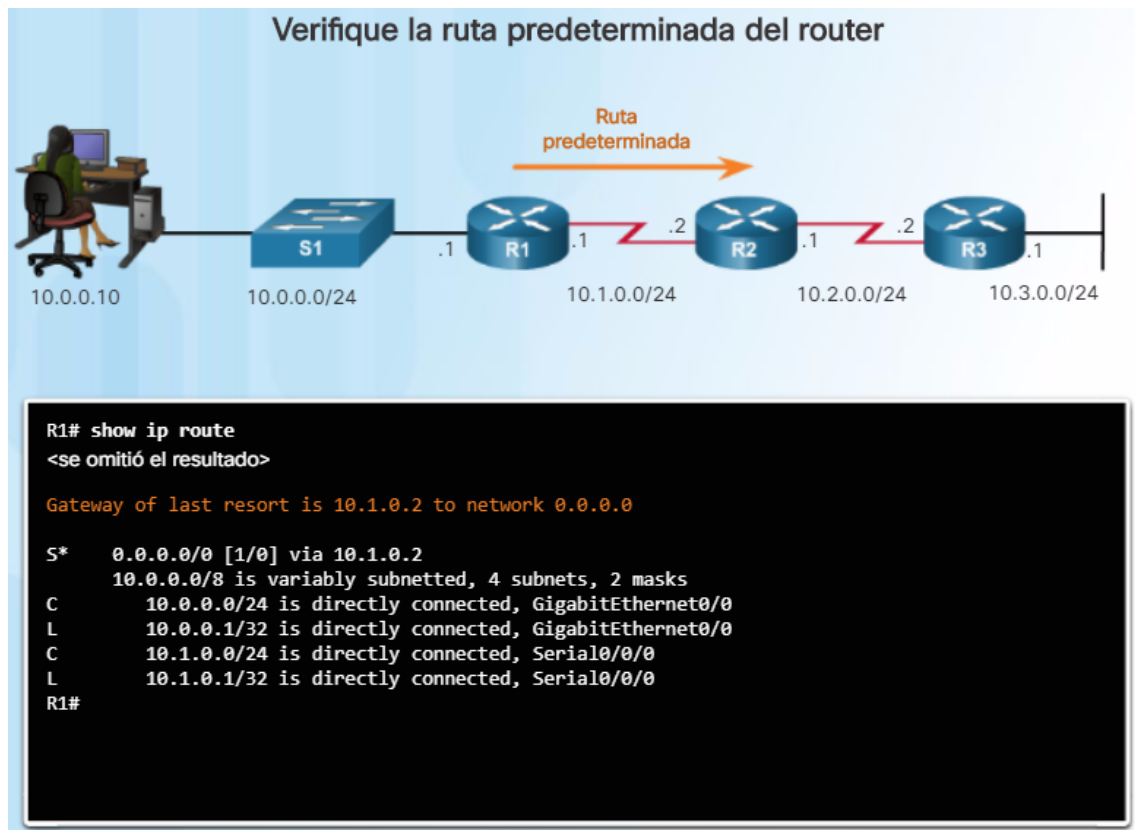 Verifique la ruta predeterminada del router
Ruta
predeterminada
S1
.1
R1
.1
.2
R2
.1
.2
R3
.1
10.0.0.10
10.0.0.0/24
10.1.0.0/24
10.2.0.0/24
10.3.0.0/24
R1# show ip route
<se omitió el resultado>
Gateway of last resort is 10.1.0.2 to network 0.0.0.0
S* 0.0.0.0/0 [1/0] via 10.1.0.2
10.0.0.0/8 is variably subnetted, 4 subnets, 2 masks
C 10.0.0.0/24 is directly connected, GigabitEthernet0/0
L 10.0.0.1/32 is directly connected, GigabitEthernet0/0
C 10.1.0.0/24 is directly connected, Serial0/0/0
L 10.1.0.1/32 is directly connected, Serial0/0/0
R1#